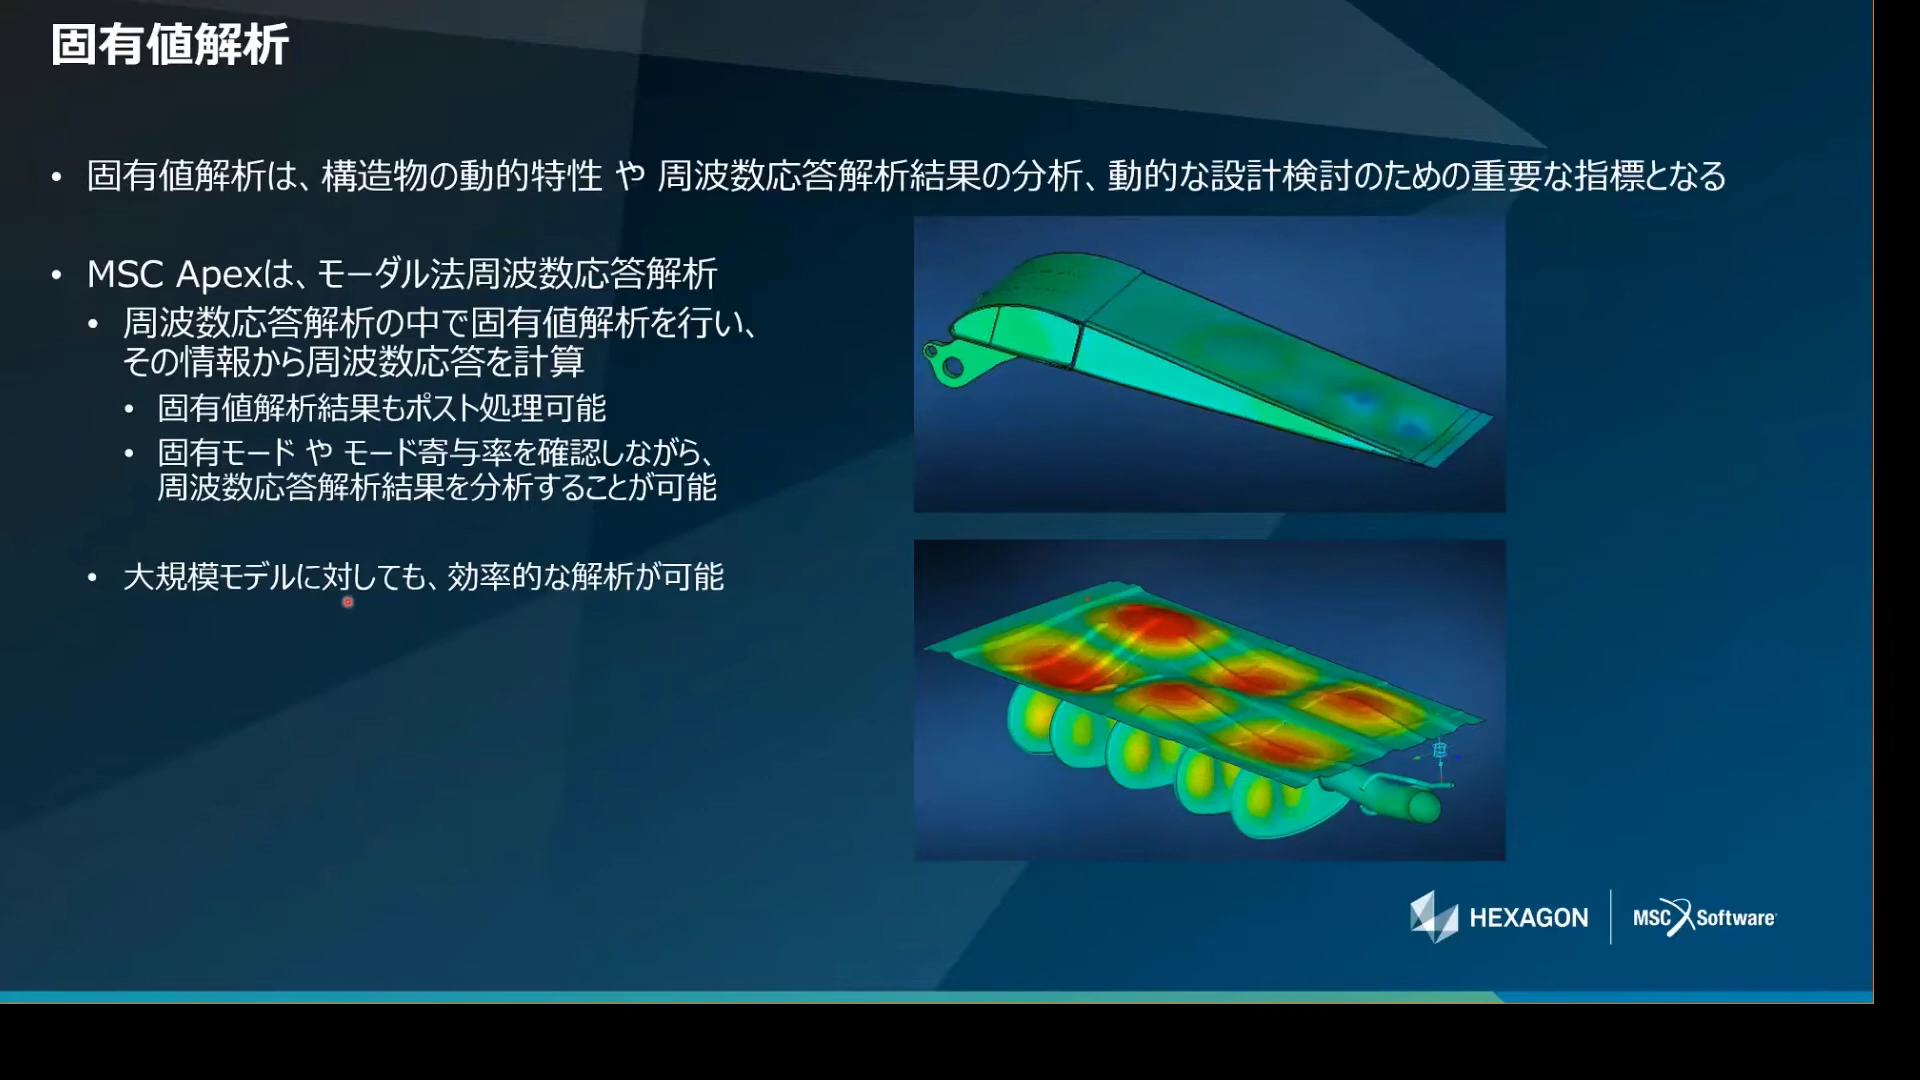 固有値解析
• 固有値解析は、構造物の動的特性 や 周波数応答解析結果の分析、動的な設計検討のための重要な指標となる
• MSC Apexは、モーダル法周波数応答解析
• 周波数応答解析の中で固有値解析を行い、
その情報から周波数応答を計算
• 固有値解析結果もポスト処理可能
• 固有モード や モード寄与率を確認しながら、
周波数応答解析結果を分析することが可能
• 大規模モデルに対しても、効率的な解析が可能
HEXAGON
MSC Software